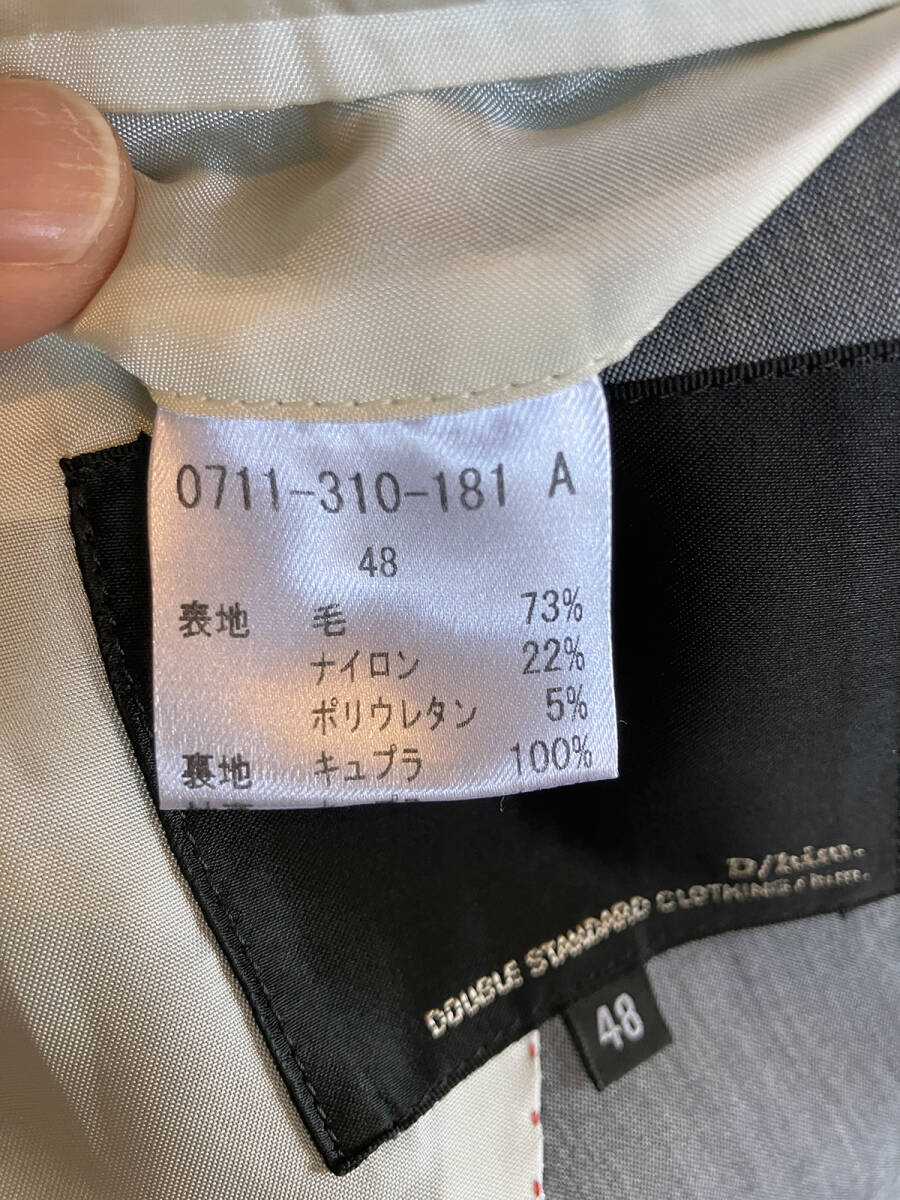 0711-310-181 A
48
表地 毛 73%
ナイロン 22%
ポリウレタン 5%
裏地 キュプラ 100%
D/him.
DOUBLE STANDARD CLOTHING
48